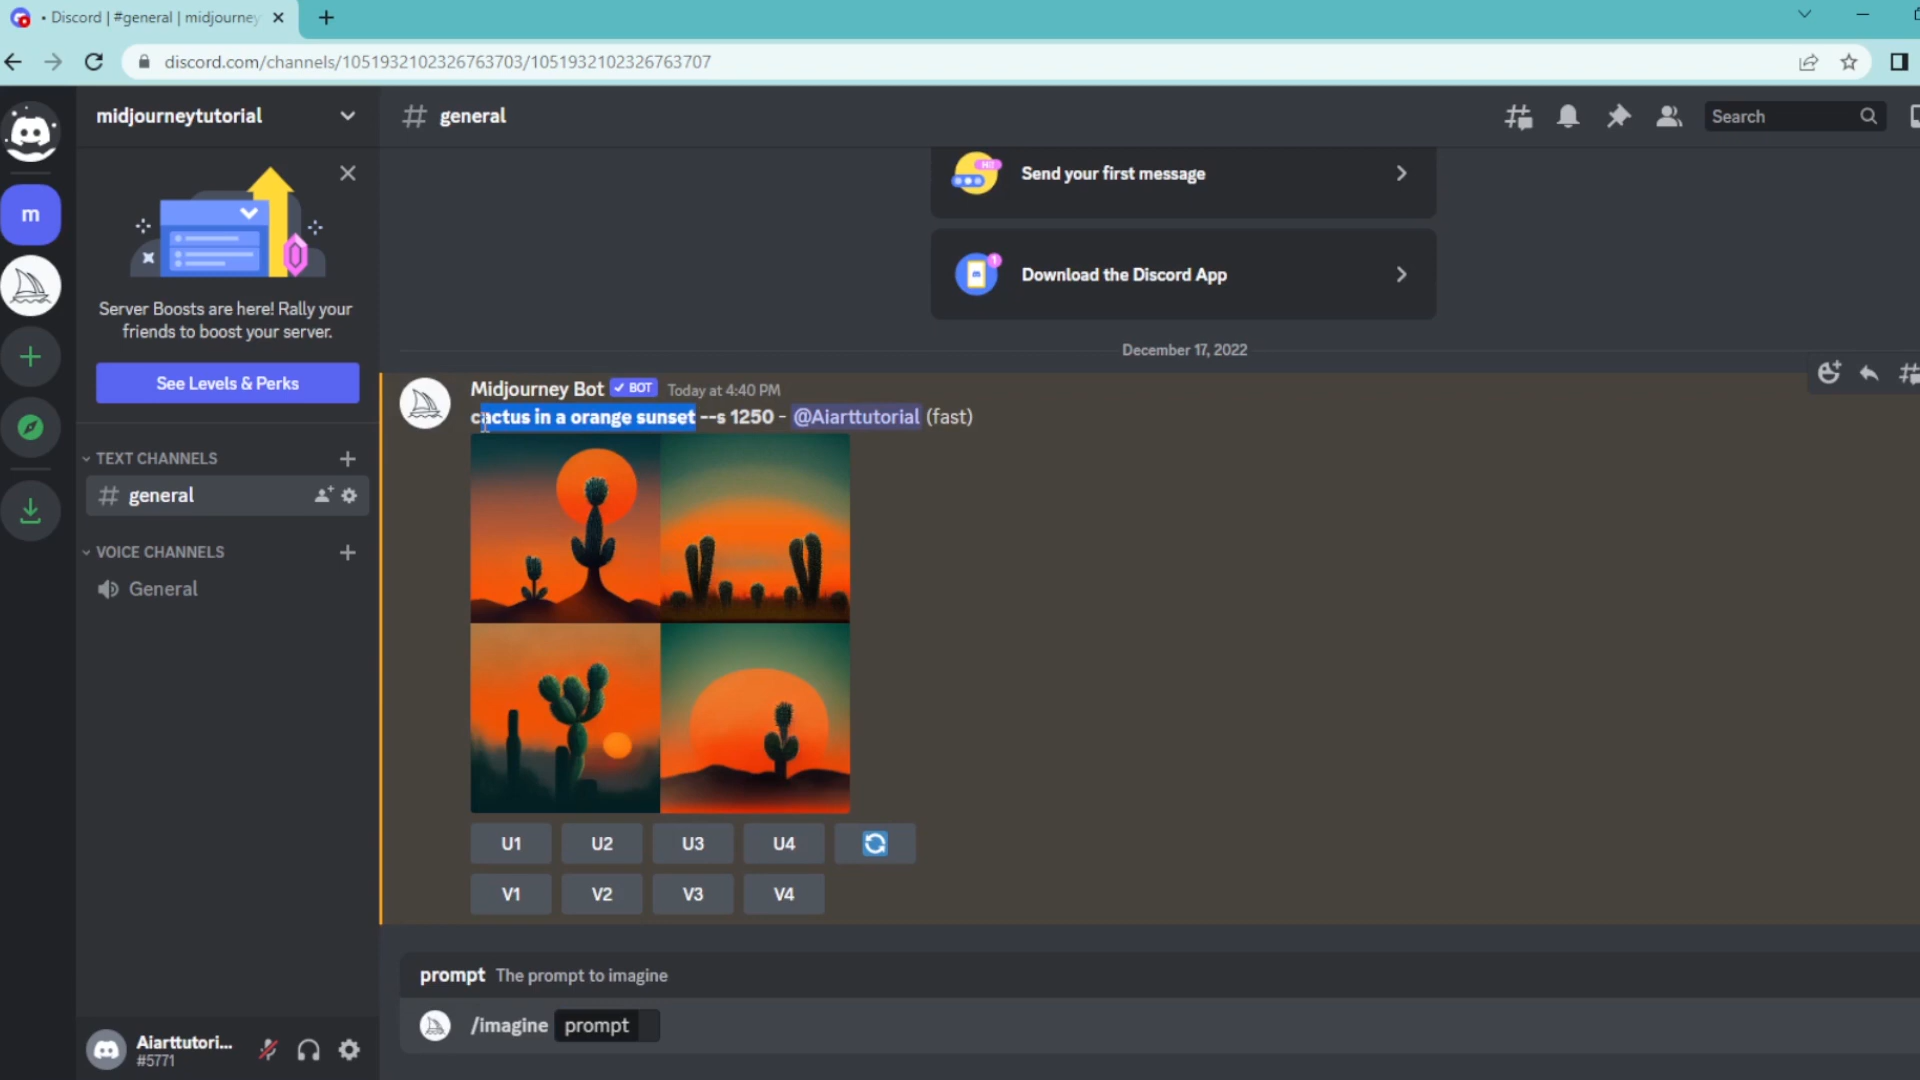 • Discord | #general | midjourney
discord.com/channels/1051932102326763703/1051932102326763707
midjourneytutorial
# general
Search
m
Server Boosts are here! Rally your
friends to boost your server.
See Levels & Perks
TEXT CHANNELS
# general
VOICE CHANNELS
General
Send your first message
Download the Discord App
December 17, 2022
Midjourney Bot ✓ BOT Today at 4:40 PM
cactus in a orange sunset --s 1250 - @Aiarttutorial (fast)
U1 U2 U3 U4
V1 V2 V3 V4
prompt The prompt to imagine
/imagine prompt
Aiarttutori...
#5771